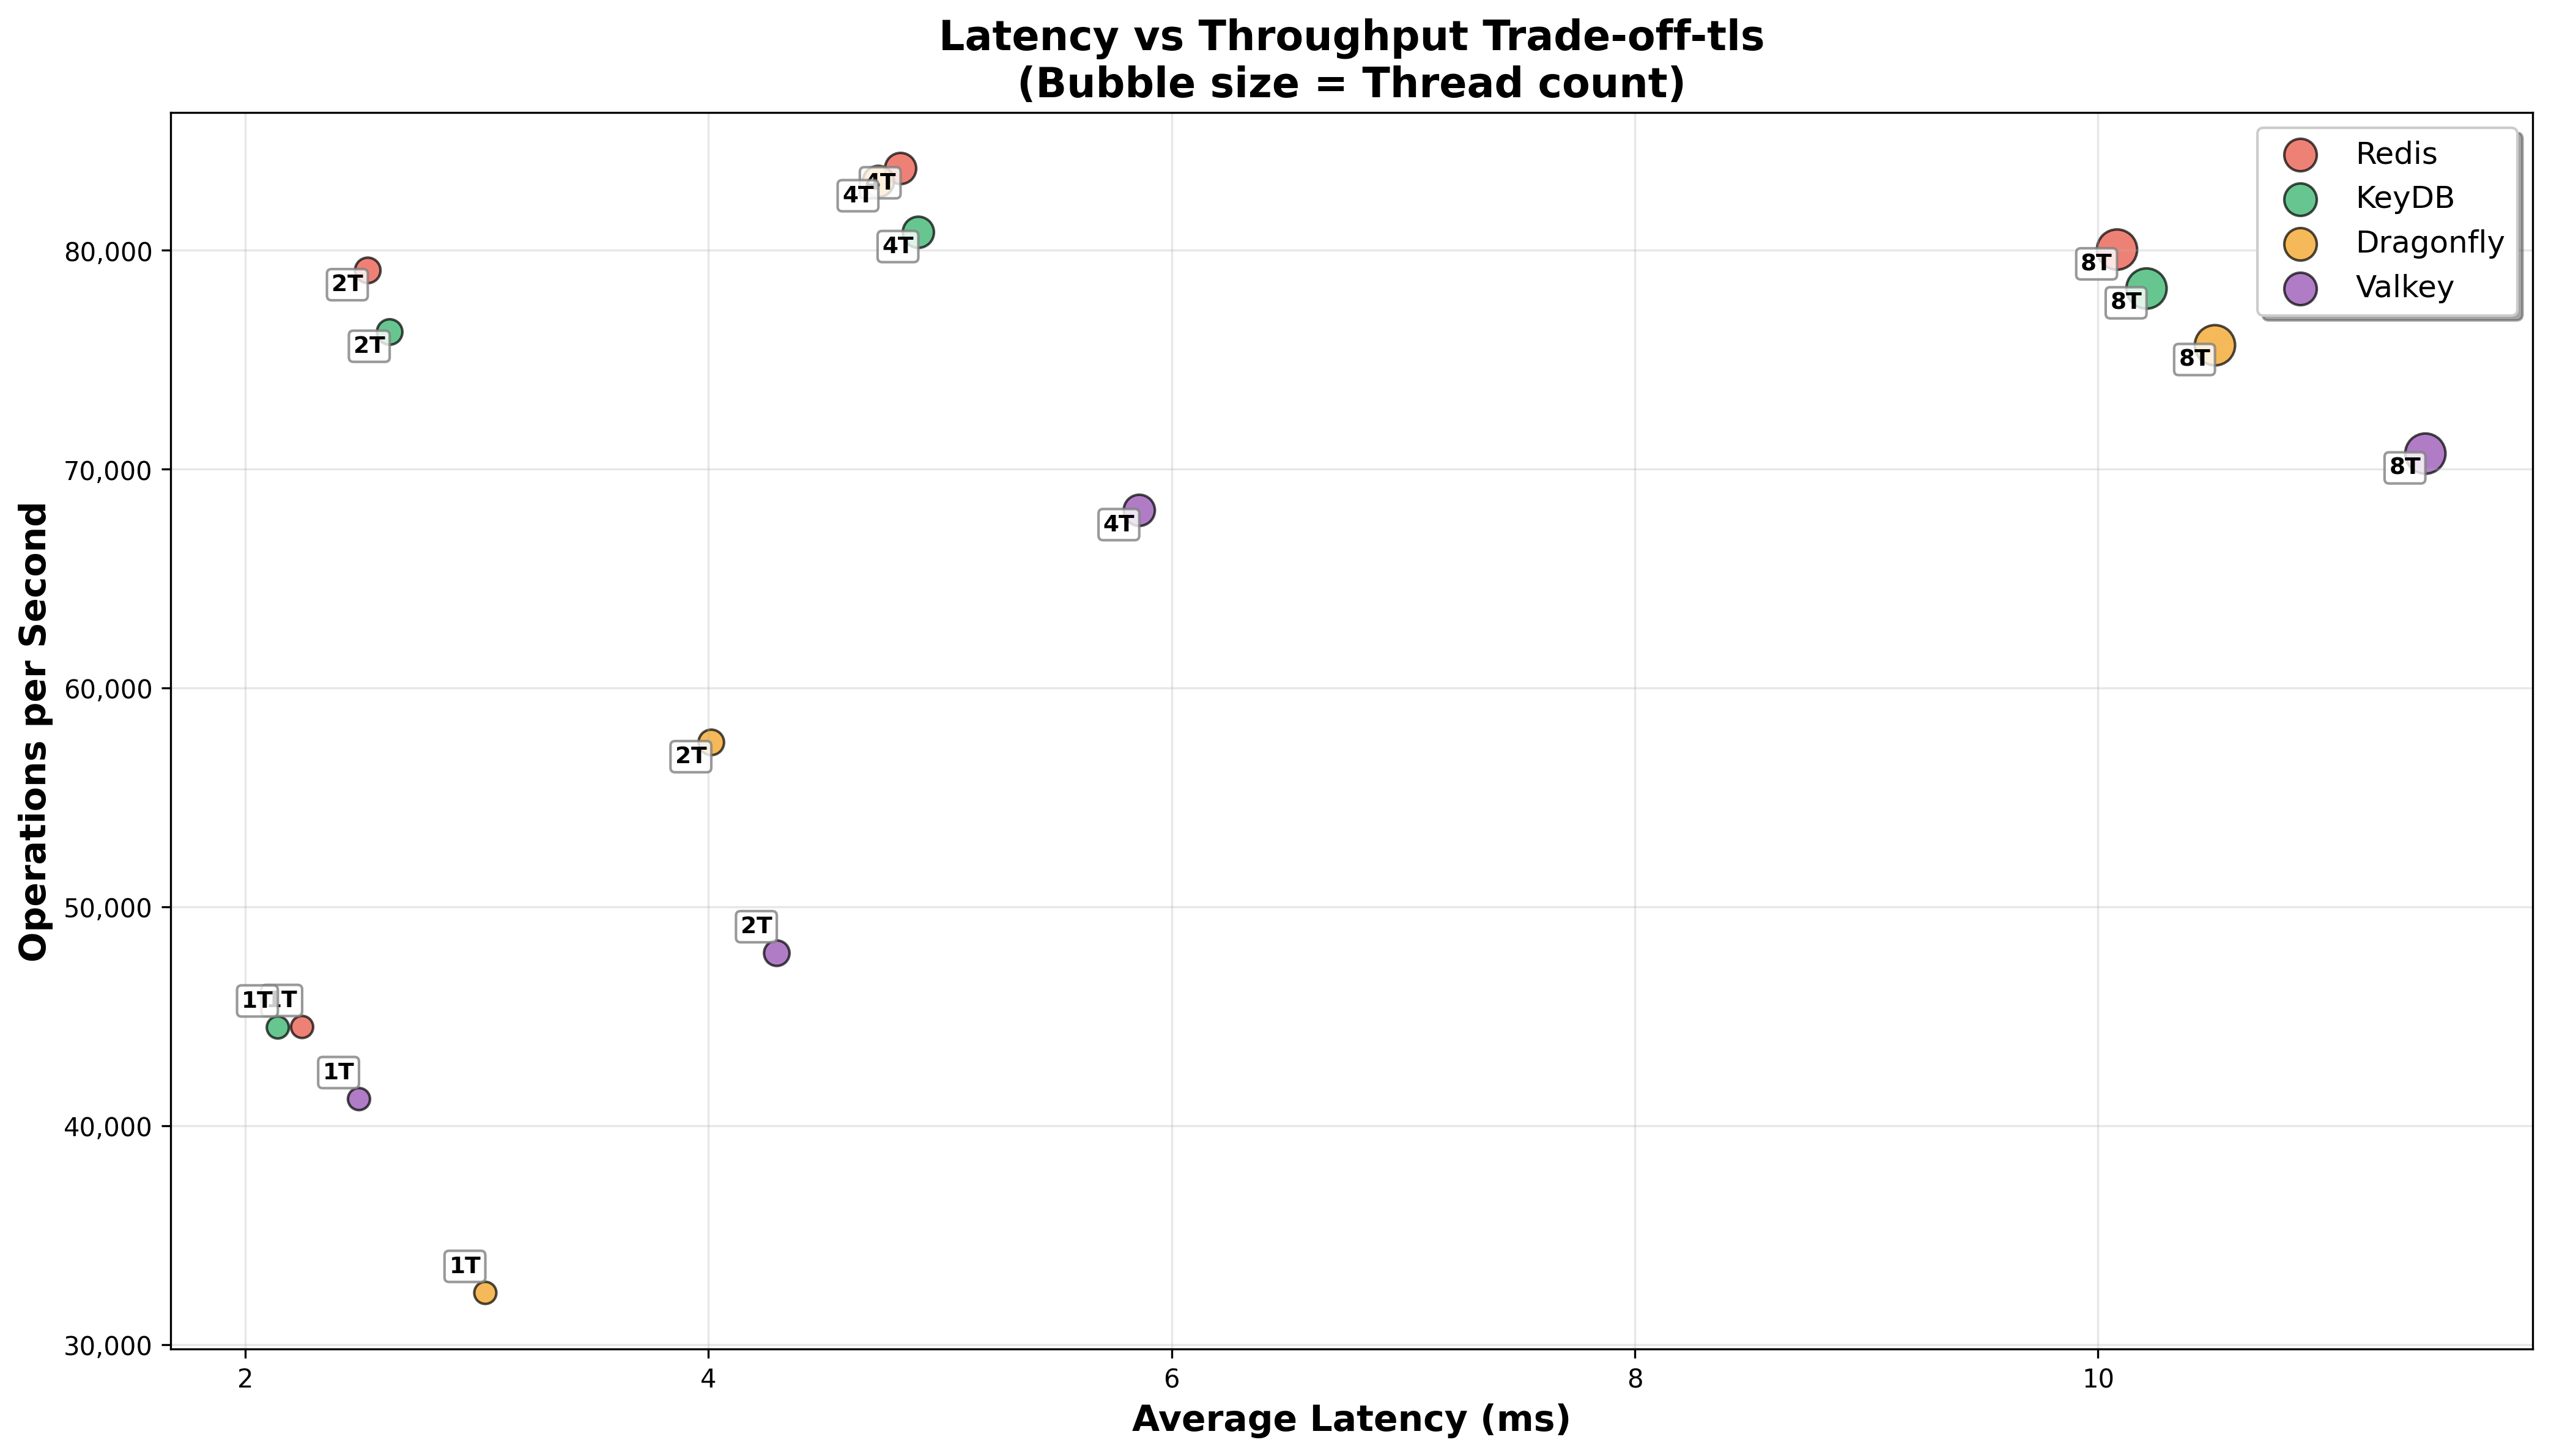 Latency vs Throughput Trade-off-tls
(Bubble size = Thread count)
Redis
KeyDB
Dragonfly
Valkey
4T
4T
4T
2T
2T
8T
8T
8T
8T
4T
2T
2T
1T
1T
1T
1T
80,000
70,000
60,000
50,000
40,000
30,000
Operations per Second
2
4
6
8
10
Average Latency (ms)